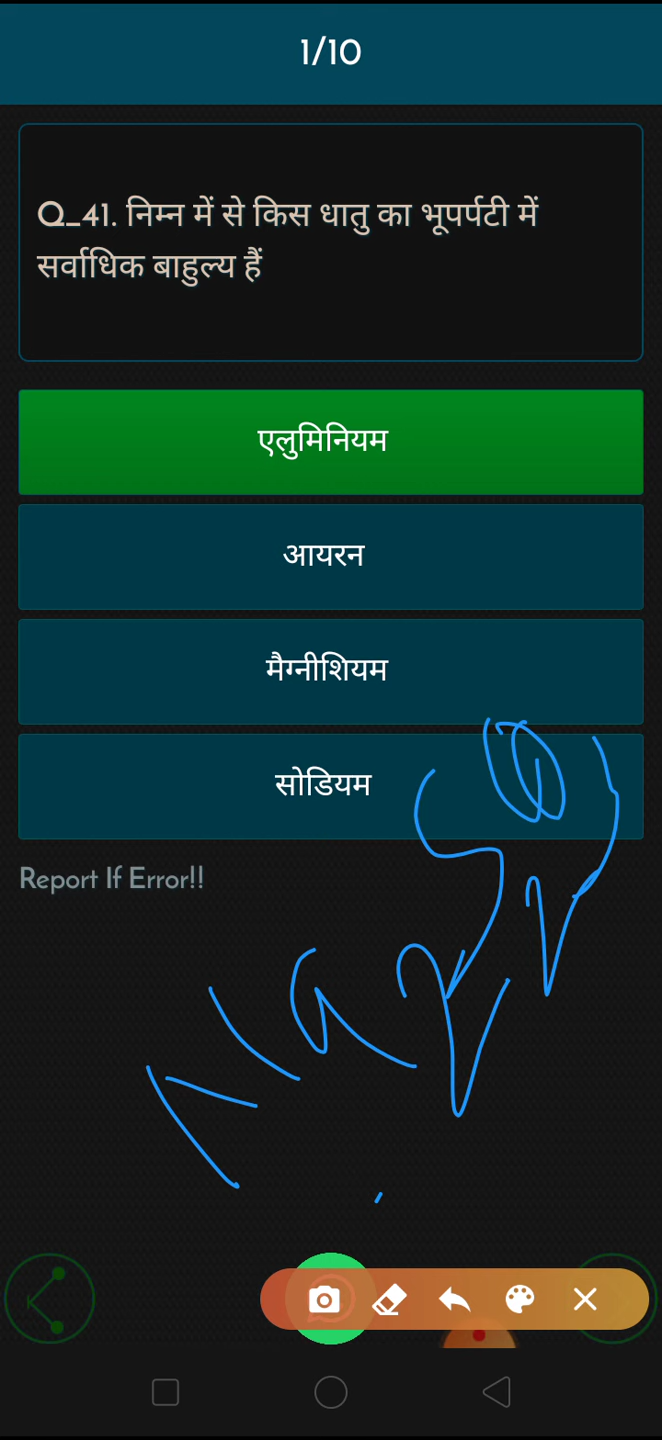 1/10
Q_41. निम्न में से किस धातु का भूपर्पटी में
सर्वाधिक बाहुल्य हैं
एलुमिनियम
आयरन
मैग्नीशियम
सोडियम
Report If Error!!